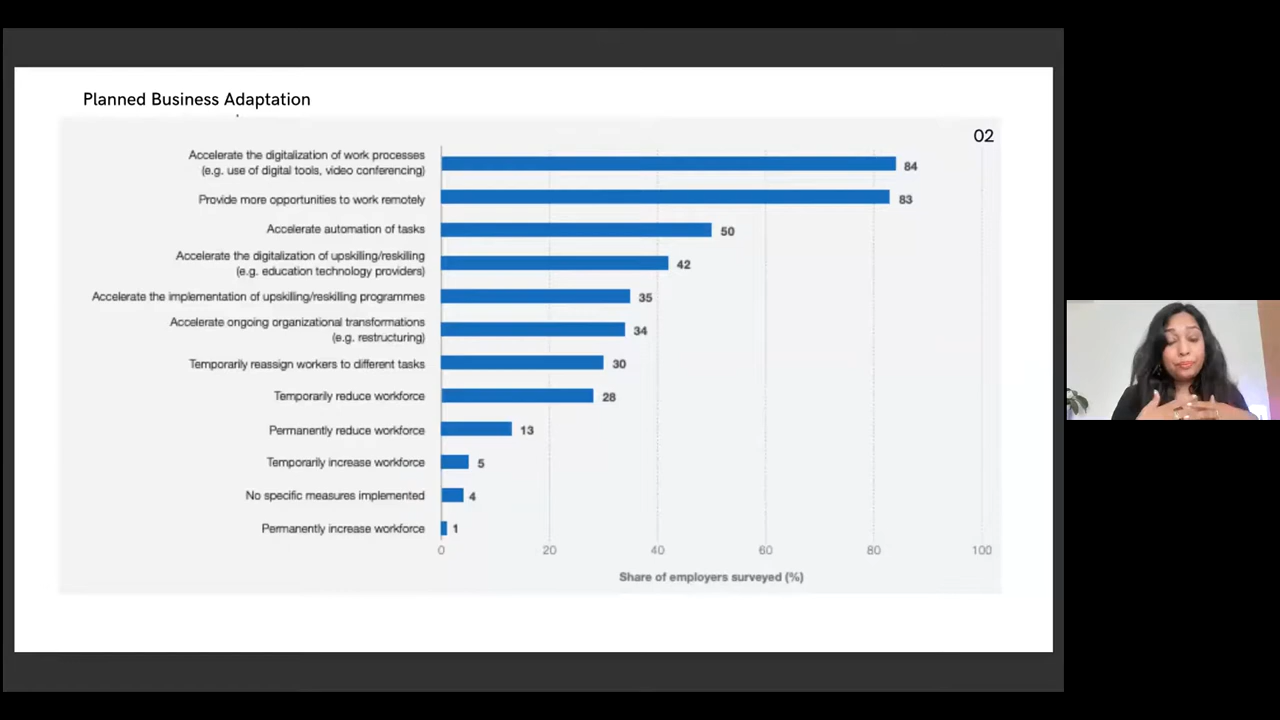 Planned Business Adaptation
02
Accelerate the digitalization of work processes
(e.g. use of digital tools, video conferencing)
84
Provide more opportunities to work remotely
83
Accelerate automation of tasks
50
Accelerate the digitalization of upskilling/reskilling
(e.g. education technology providers)
42
Accelerate the implementation of upskilling/reskilling programmes
35
Accelerate ongoing organizational transformations
(e.g. restructuring)
34
Temporarily reassign workers to different tasks
30
Temporarily reduce workforce
28
Permanently reduce workforce
13
Temporarily increase workforce
5
No specific measures implemented
4
Permanently increase workforce
1
0 20 40 60 80 100
Share of employers surveyed (%)